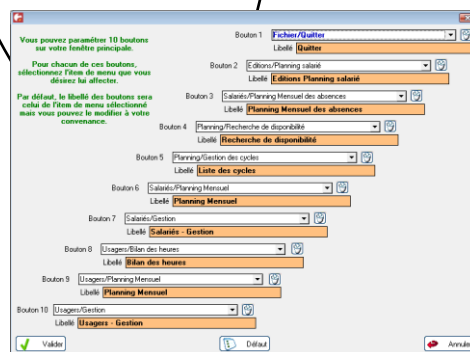 Vous pouvez paramétrer 10 boutons
sur votre fenêtre principale.
Pour chacun de ces boutons,
sélectionnez l'item de menu que vous
désirez lui affecter.
Par défaut, le libellé des boutons sera
celui de l'item de menu sélectionné
mais vous pouvez le modifier à votre
convenance.
Bouton 1 Fichier/Quitter
Libellé Quitter
Bouton 2 Editions/Planning salarié
Libellé Editions Planning salarié
Bouton 3 Salariés/Planning Mensuel des absences
Libellé Planning Mensuel des absences
Bouton 4 Planning/Recherche de disponibilité
Libellé Recherche de disponibilité
Bouton 5 Planning/Gestion des cycles
Libellé Liste des cycles
Bouton 6 Salariés/Planning Mensuel
Libellé Planning Mensuel
Bouton 7 Salariés/Gestion
Libellé Salariés - Gestion
Bouton 8 Usagers/Bilan des heures
Libellé Bilan des heures
Bouton 9 Usagers/Planning Mensuel
Libellé Planning Mensuel
Bouton 10 Usagers/Gestion
Libellé Usagers - Gestion
Valider Défaut Annuler